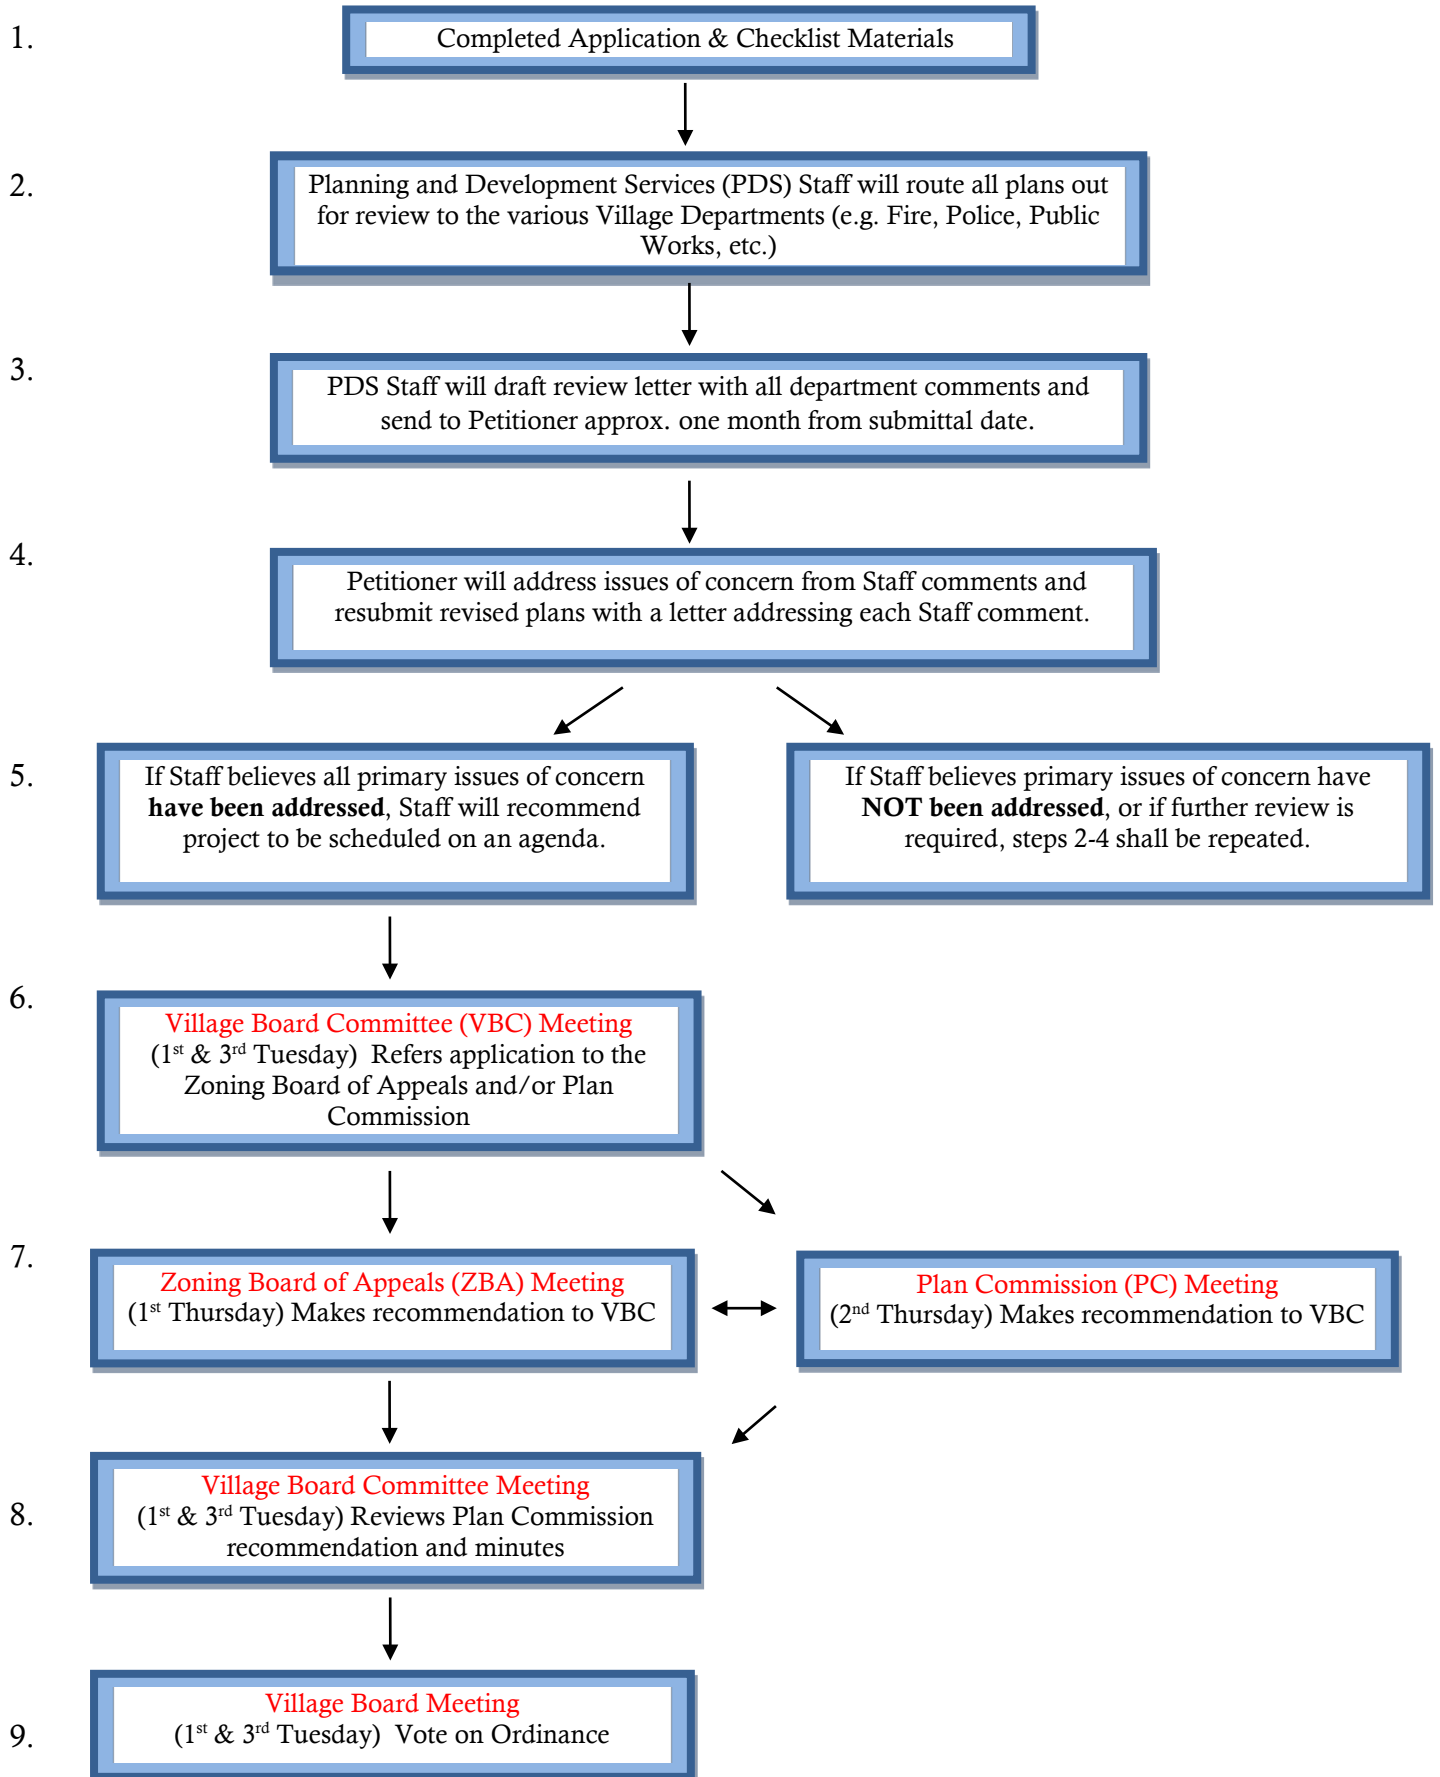 1.
Completed Application & Checklist Materials
2.
Planning and Development Services (PDS) Staff will route all plans out
for review to the various Village Departments (e.g. Fire, Police, Public
Works, etc.)
3.
PDS Staff will draft review letter with all department comments and
send to Petitioner approx. one month from submittal date.
4.
Petitioner will address issues of concern from Staff comments and
resubmit revised plans with a letter addressing each Staff comment.
5.
If Staff believes all primary issues of concern
have been addressed, Staff will recommend
project to be scheduled on an agenda.
If Staff believes primary issues of concern have
NOT been addressed, or if further review is
required, steps 2-4 shall be repeated.
6.
Village Board Committee (VBC) Meeting
(1st & 3rd Tuesday)  Refers application to the
Zoning Board of Appeals and/or Plan
Commission
7.
Zoning Board of Appeals (ZBA) Meeting
(1st Thursday) Makes recommendation to VBC
Plan Commission (PC) Meeting
(2nd Thursday) Makes recommendation to VBC
8.
Village Board Committee Meeting
(1st & 3rd Tuesday) Reviews Plan Commission
recommendation and minutes
9.
Village Board Meeting
(1st & 3rd Tuesday)  Vote on Ordinance